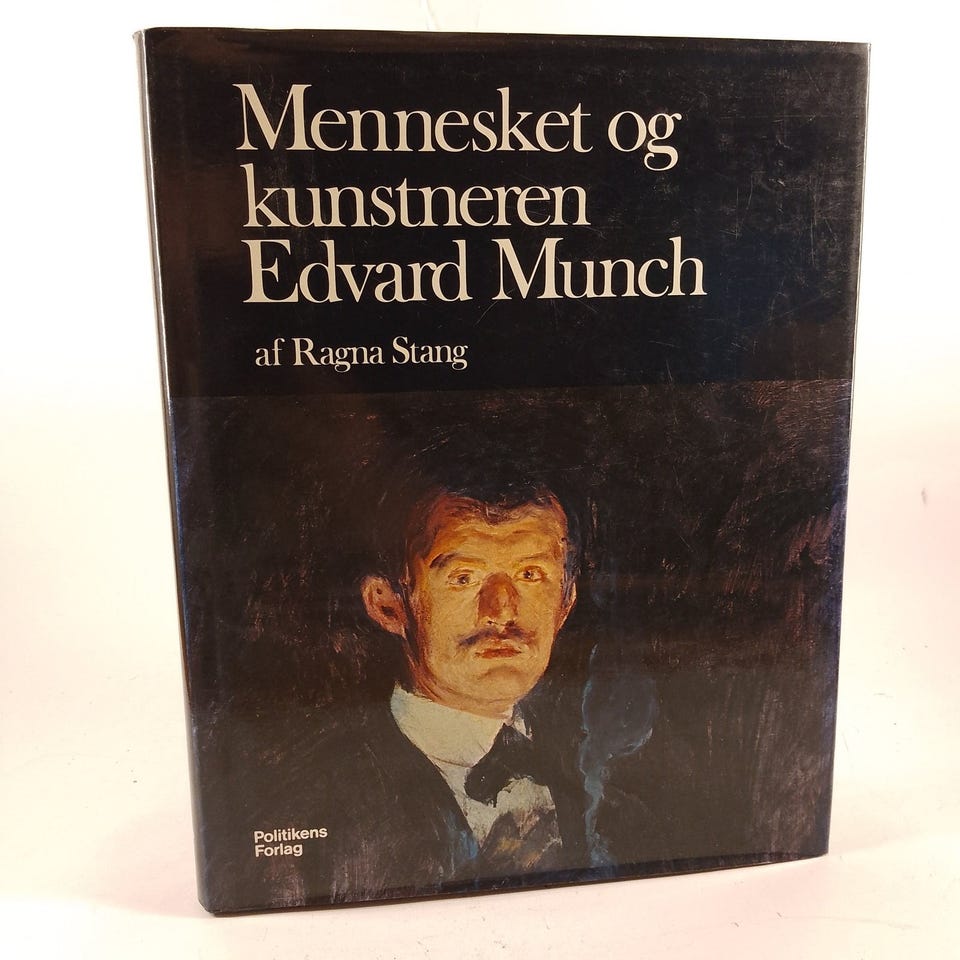 Mennesket og
kunstneren
Edvard Munch
af Ragna Stang
Politikens
Forlag